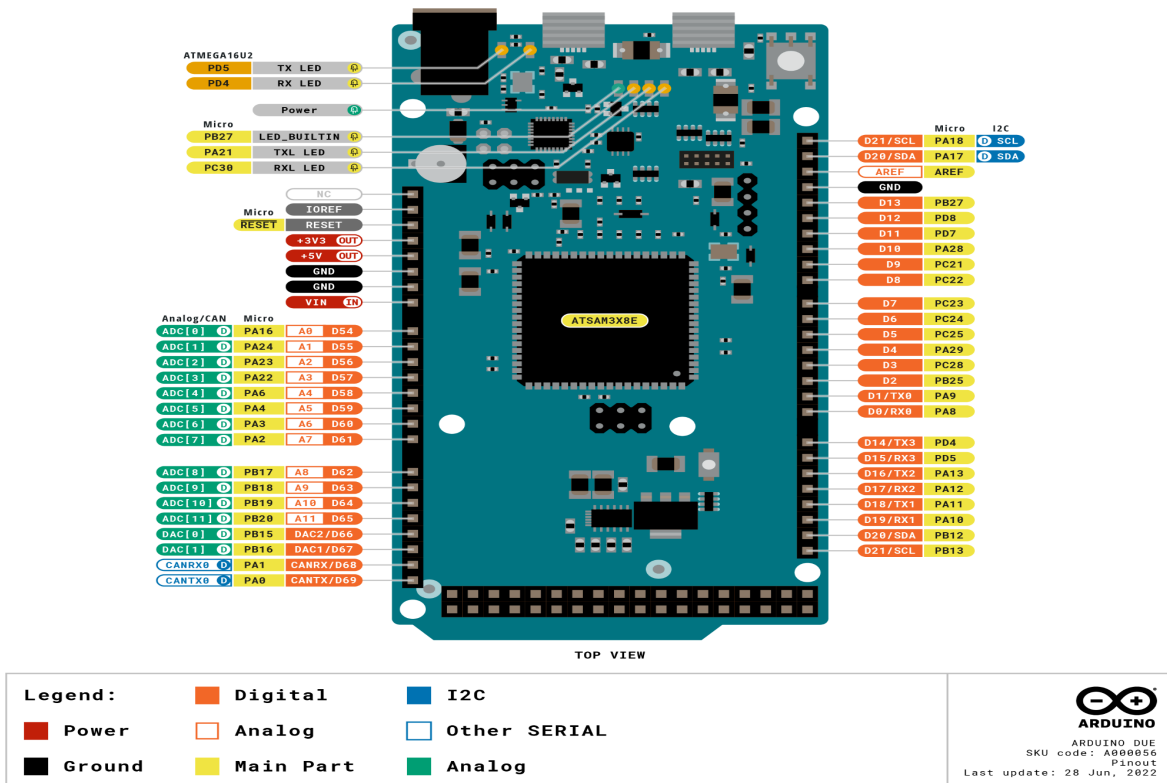 ATMEGA16U2
PD5 TX LED
PD4 RX LED
Power
Micro
PB27 LED_BUILTIN
PA21 TXL LED
PC30 RXL LED
NC
IOREF
Micro
RESET RESET
+3V3 OUT
+5V OUT
GND
GND
VIN IN
Analog/CAN Micro
ADC[0] D PA16 A0 D54
ADC[1] D PA24 A1 D55
ADC[2] D PA23 A2 D56
ADC[3] D PA22 A3 D57
ADC[4] D PA6 A4 D58
ADC[5] D PA4 A5 D59
ADC[6] D PA3 A6 D60
ADC[7] D PA2 A7 D61
ADC[8] D PB17 A8 D62
ADC[9] D PB18 A9 D63
ADC[10] D PB19 A10 D64
ADC[11] D PB20 A11 D65
DAC[0] D PB15 DAC2/D66
DAC[1] D PB16 DAC1/D67
CANRX0 D PA1 CANRX/D68
CANTX0 D PA0 CANTX/D69
ATSAM3X8E
Micro I2C
D21/SCL PA18 D SCL
D20/SDA PA17 D SDA
AREF AREF
GND
D13 PB27
D12 PD8
D11 PD7
D10 PA28
D9 PC21
D8 PC22
D7 PC23
D6 PC24
D5 PC25
D4 PA29
D3 PC28
D2 PB25
D1/TX0 PA9
D0/RX0 PA8
D14/TX3 PD4
D15/RX3 PD5
D16/TX2 PA13
D17/RX2 PA12
D18/TX1 PA11
D19/RX1 PA10
D20/SDA PB12
D21/SCL PB13
TOP VIEW
Legend:
Power
Ground
Digital
Analog
Main Part
I2C
Other SERIAL
Analog
ARDUINO
ARDUINO DUE
SKU code: A000056
Pinout
Last update: 28 Jun, 2022